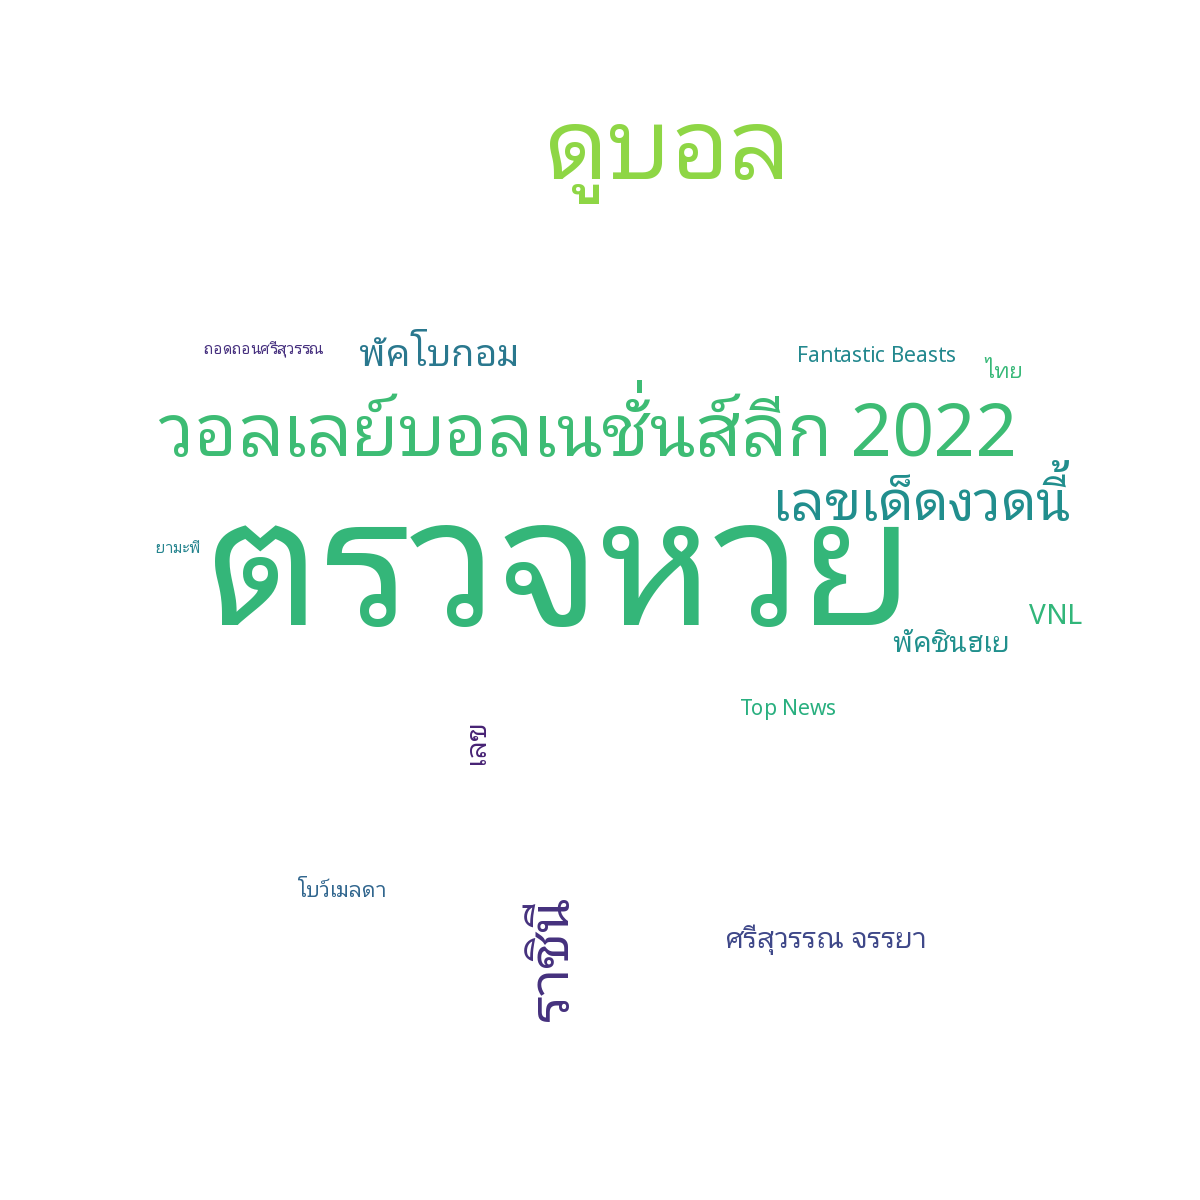 ดูบอล
ถอดถอนศรีสุวรรณ
พัคโบกอม
Fantastic Beasts
ไทย
วอลเลย์บอลเนชั่นส์ลีก 2022
เลขเด็ดงวดนี้
ตรวจหวย
ยามะพี
VNL
พัคชินฮเย
Top News
เลข
โบว์เมลดา
ราชินี
ศรีสุวรรณ จรรยา